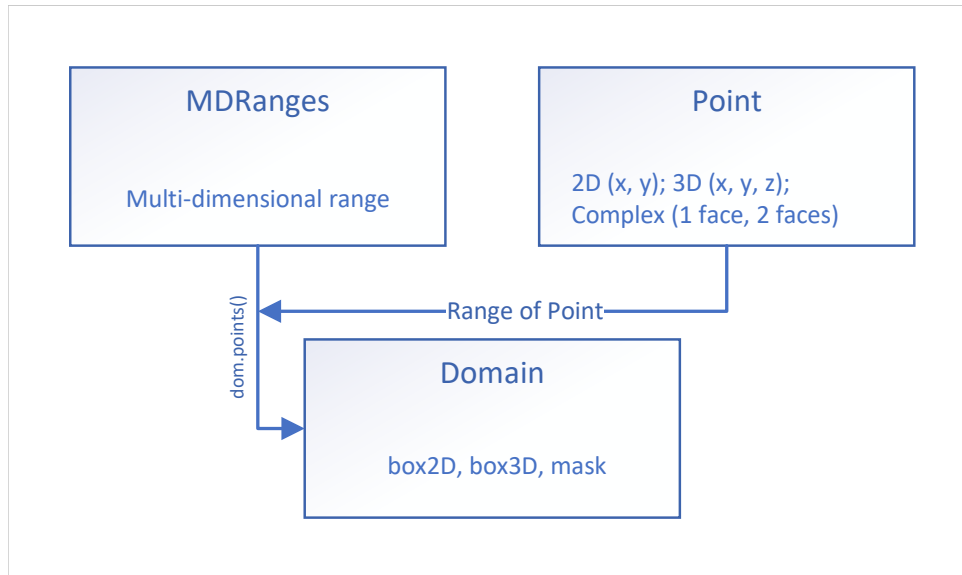 MDRanges
Multi-dimensional range
Point
2D (x, y); 3D (x, y, z);
Complex (1 face, 2 faces)
Range of Point
dom.points()
Domain
box2D, box3D, mask